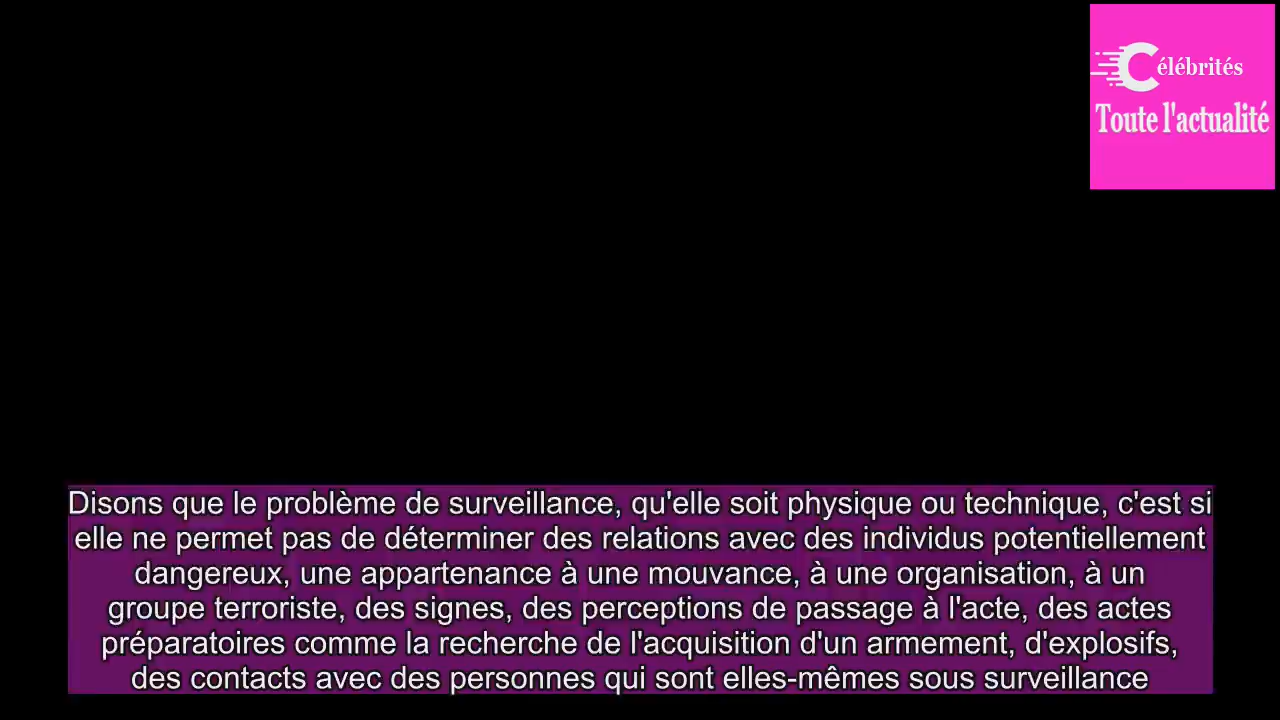 Célébrités
Toute l'actualité
Disons que le problème de surveillance, qu'elle soit physique ou technique, c'est si
elle ne permet pas de déterminer des relations avec des individus potentiellement
dangereux, une appartenance à une mouvance, à une organisation, à un
groupe terroriste, des signes, des perceptions de passage à l'acte, des actes
préparatoires comme la recherche de l'acquisition d'un armement, d'explosifs,
des contacts avec des personnes qui sont elles-mêmes sous surveillance